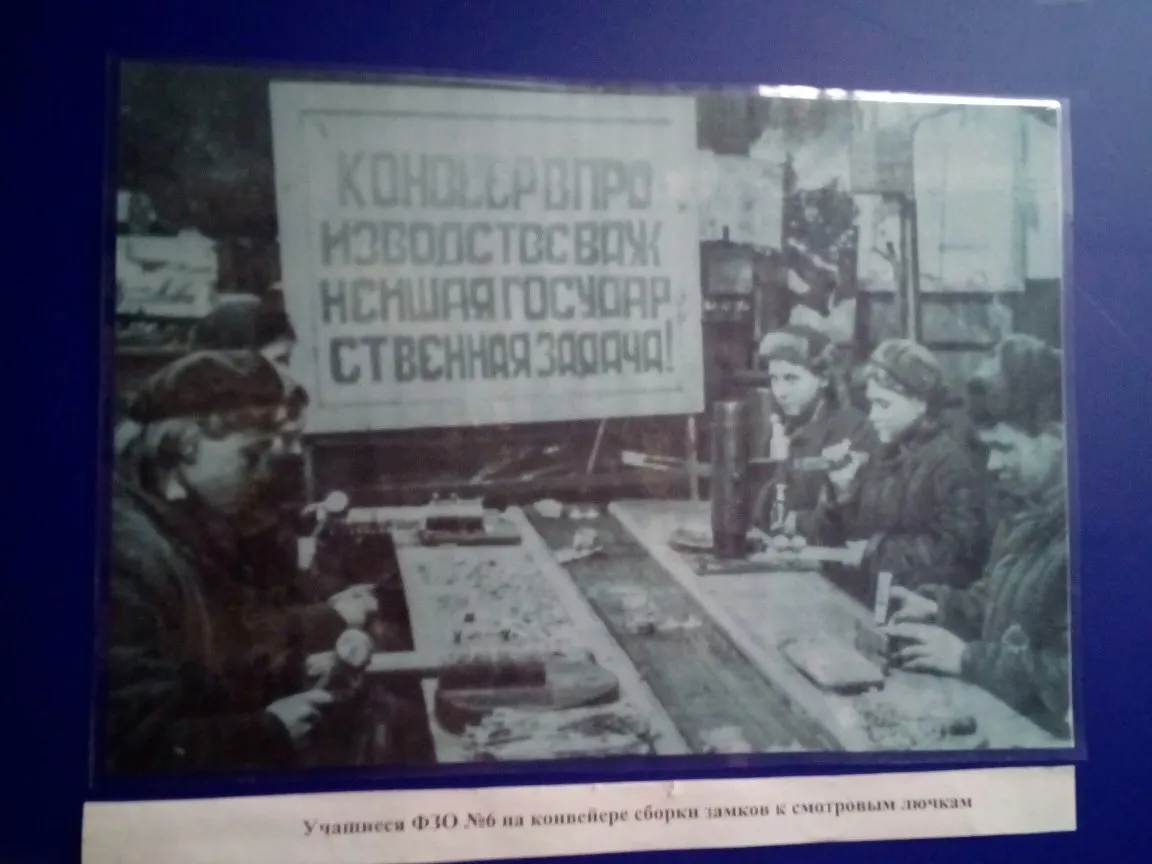 КОНВЕЕР В ПРО
ИЗВОДСТВЕ ВАЖ
НЕЙШАЯ ГОСУДАР
СТВЕННАЯ ЗАДАЧА!
Учащиеся ФЗО №6 на конвейере сборки замков к смотровым лючкам